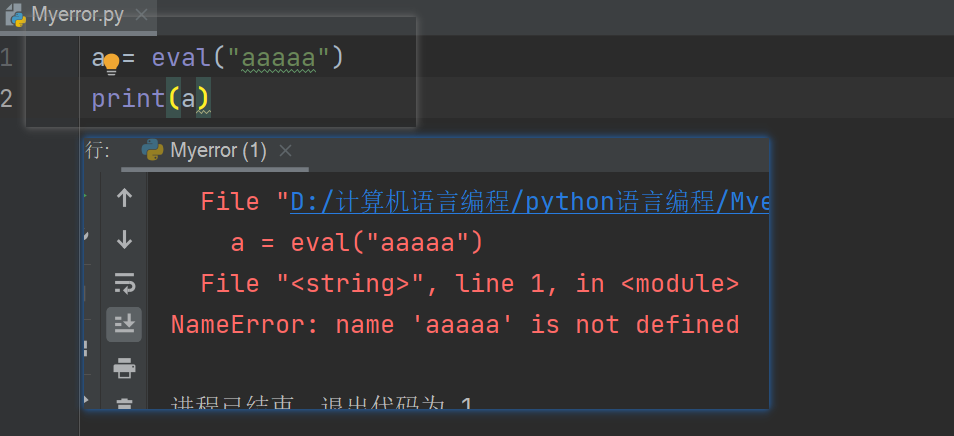 Myerror.py
1 a = eval("aaaaa")
2 print(a)
行: Myerror (1)
File "D:/计算机语言编程/python语言编程/Mye
a = eval("aaaaa")
File "<string>", line 1, in <module>
NameError: name 'aaaaa' is not defined
进程已结束，退出代码为 1